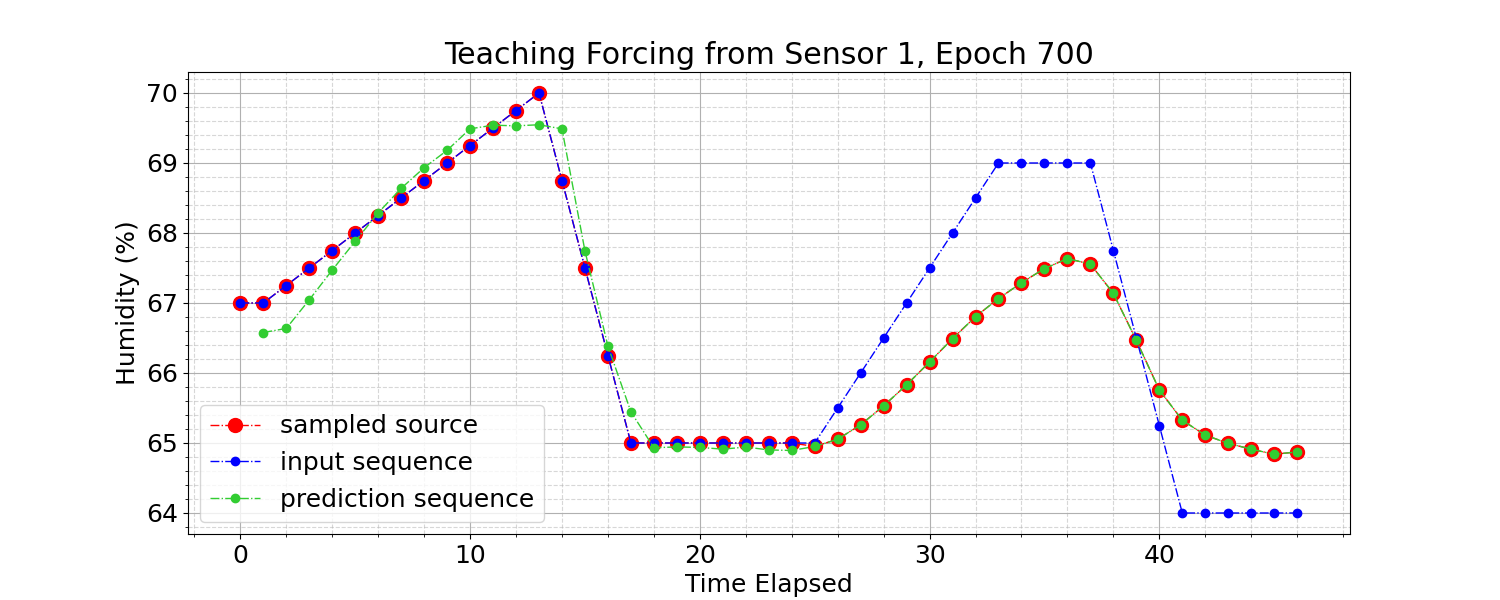 Teaching Forcing from Sensor 1, Epoch 700
Humidity (%)
70
69
68
67
66
65
64
sampled source
input sequence
prediction sequence
0 10 20 30 40
Time Elapsed